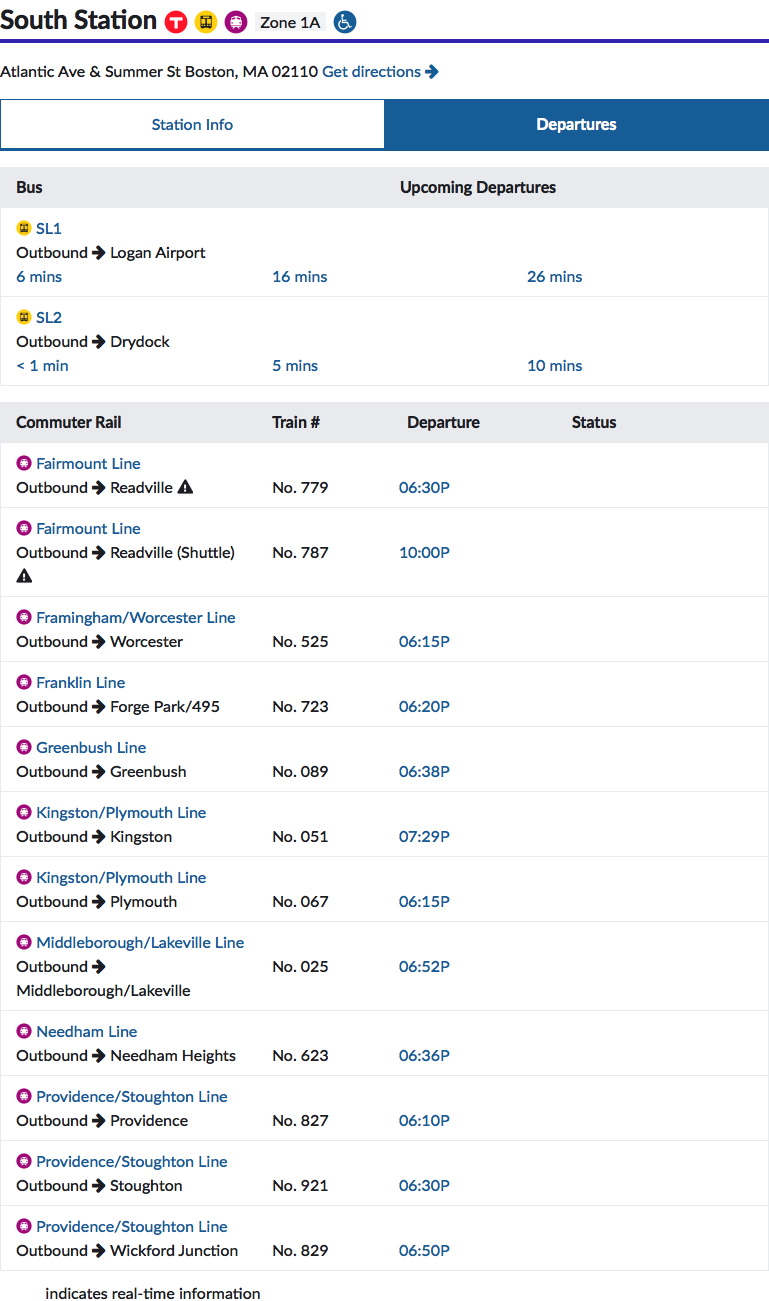 South Station T Zone 1A
Atlantic Ave & Summer St Boston, MA 02110 Get directions
Station Info Departures
Bus Upcoming Departures
SL1
Outbound Logan Airport
6 mins 16 mins 26 mins
SL2
Outbound Drydock
< 1 min 5 mins 10 mins
Commuter Rail Train # Departure Status
Fairmount Line
Outbound Readville No. 779 06:30P
Fairmount Line
Outbound Readville (Shuttle) No. 787 10:00P
Framingham/Worcester Line
Outbound Worcester No. 525 06:15P
Franklin Line
Outbound Forge Park/495 No. 723 06:20P
Greenbush Line
Outbound Greenbush No. 089 06:38P
Kingston/Plymouth Line
Outbound Kingston No. 051 07:29P
Kingston/Plymouth Line
Outbound Plymouth No. 067 06:15P
Middleborough/Lakeville Line
Outbound No. 025 06:52P
Middleborough/Lakeville
Needham Line
Outbound Needham Heights No. 623 06:36P
Providence/Stoughton Line
Outbound Providence No. 827 06:10P
Providence/Stoughton Line
Outbound Stoughton No. 921 06:30P
Providence/Stoughton Line
Outbound Wickford Junction No. 829 06:50P
indicates real-time information